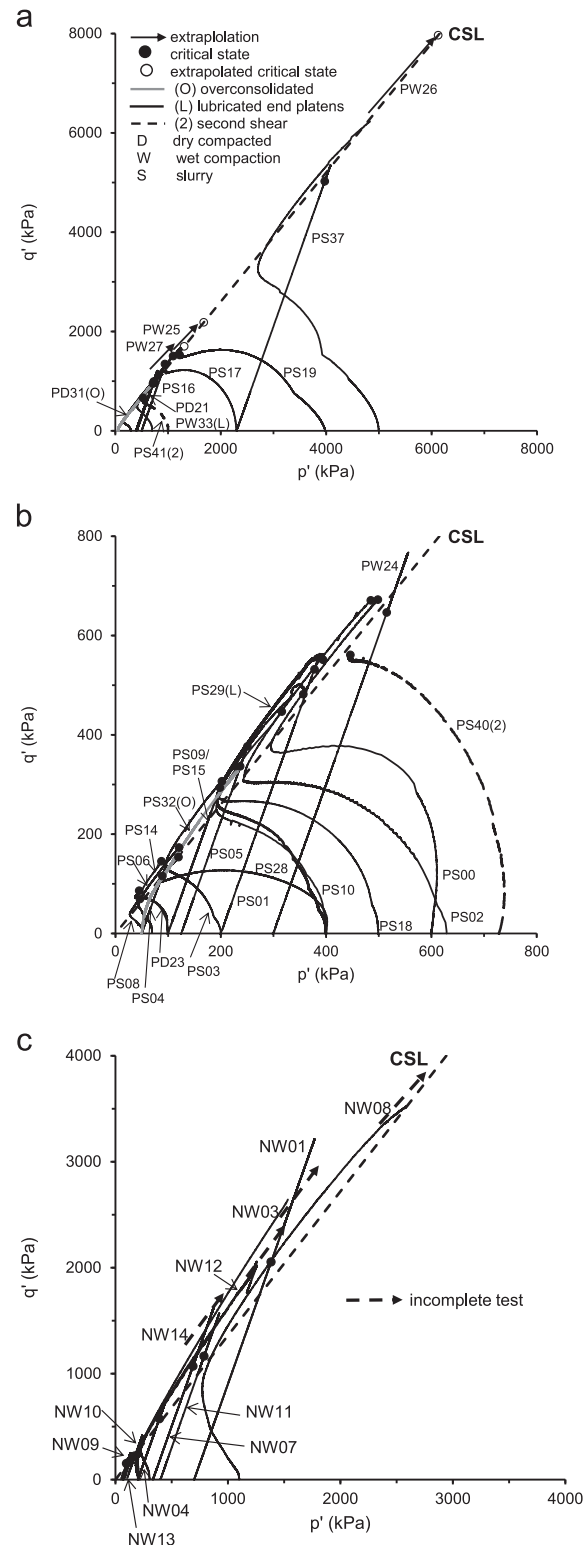 a
extraplolation
critical state
extrapolated critical state
(O) overconsolidated
(L) lubricated end platens
(2) second shear
D dry compacted
W wet compaction
S slurry
CSL
PW26
PS37
PW25
PW27
PS16
PS17
PS19
PD31(O)
PD21
PW33(L)
PS41(2)
8000
6000
4000
2000
0
q' (kPa)
0 2000 4000 6000 8000
p' (kPa)
b
CSL
PW24
PS29(L)
PS40(2)
PS09/
PS15
PS32(O)
PS14
PS06
PS05
PS28
PS01
PS10
PS00
PS18
PS02
PD23
PS03
PS08
PS04
800
600
400
200
0
q' (kPa)
0 200 400 600 800
p' (kPa)
c
CSL
NW08
NW01
NW03
NW12
incomplete test
NW14
NW10
NW11
NW09
NW07
NW04
NW13
4000
3000
2000
1000
0
q' (kPa)
0 1000 2000 3000 4000
p' (kPa)